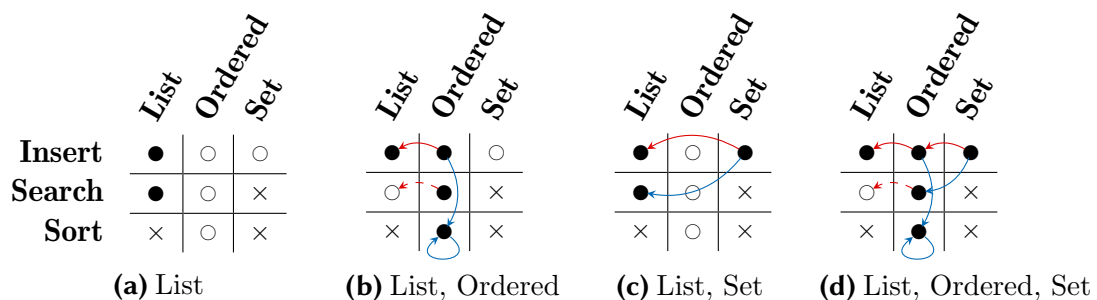 List Ordered Set List Ordered Set List Ordered Set List Ordered Set
Insert
Search
Sort
(a) List (b) List, Ordered (c) List, Set (d) List, Ordered, Set